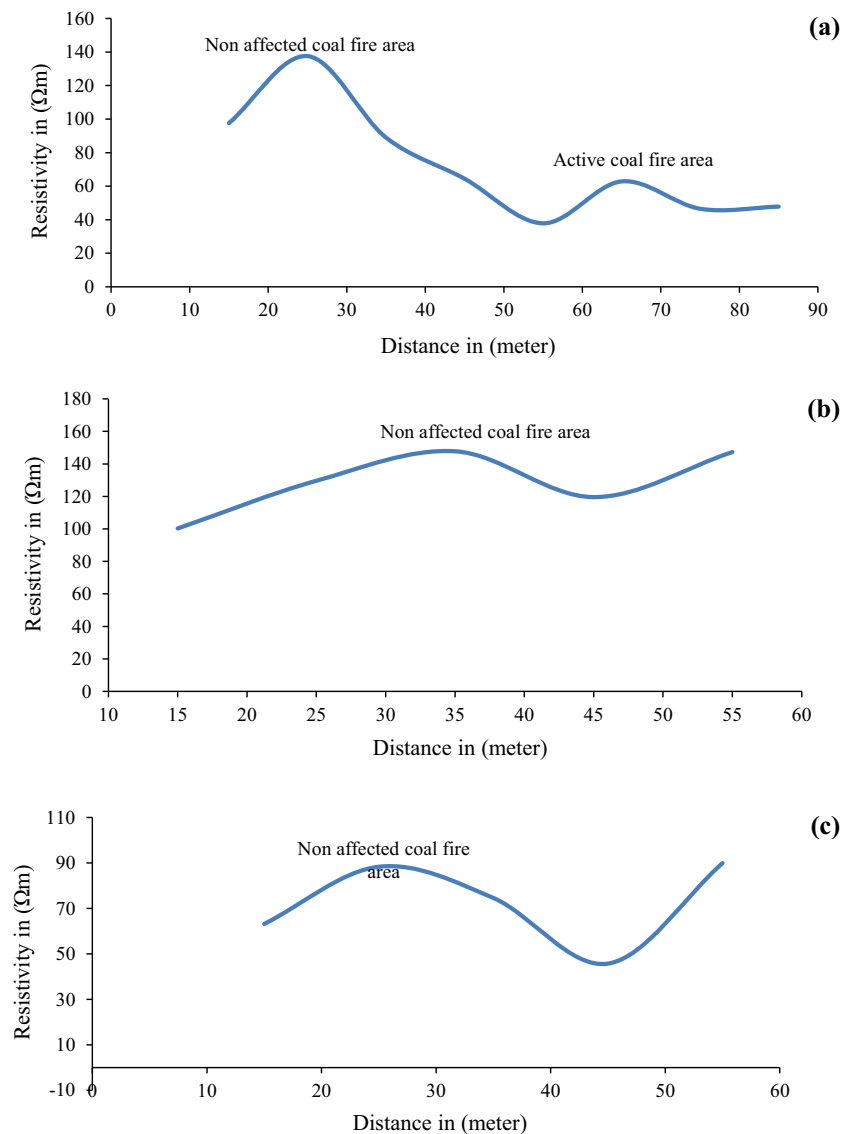 (a)
160
140
120
100
80
60
40
20
0
Resistivity in (Ωm)
Non affected coal fire area
Active coal fire area
0 10 20 30 40 50 60 70 80 90
Distance in (meter)
(b)
180
160
140
120
100
80
60
40
20
0
Resistivity in (Ωm)
Non affected coal fire area
10 15 20 25 30 35 40 45 50 55 60
Distance in (meter)
(c)
110
90
70
50
30
10
-10
Resistivity in (Ωm)
Non affected coal fire
area
0 10 20 30 40 50 60
Distance in (meter)